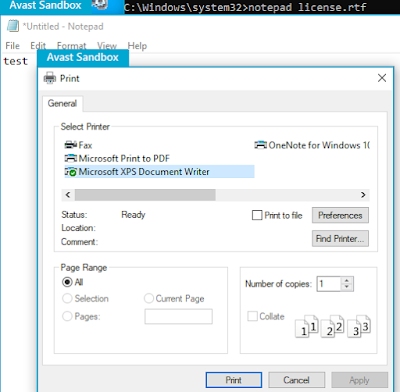 Avast Sandbox
C:\Windows\system32>notepad license.rtf
*Untitled - Notepad
File Edit Format View Help
test
Avast Sandbox
Print
General
Select Printer
Fax
OneNote for Windows 10
Microsoft Print to PDF
Microsoft XPS Document Writer
Status: Ready
Print to file
Preferences
Location:
Comment:
Find Printer...
Page Range
All
Selection Current Page
Pages:
Number of copies: 1
Collate
1 1 2 2 3 3
Print Cancel Apply